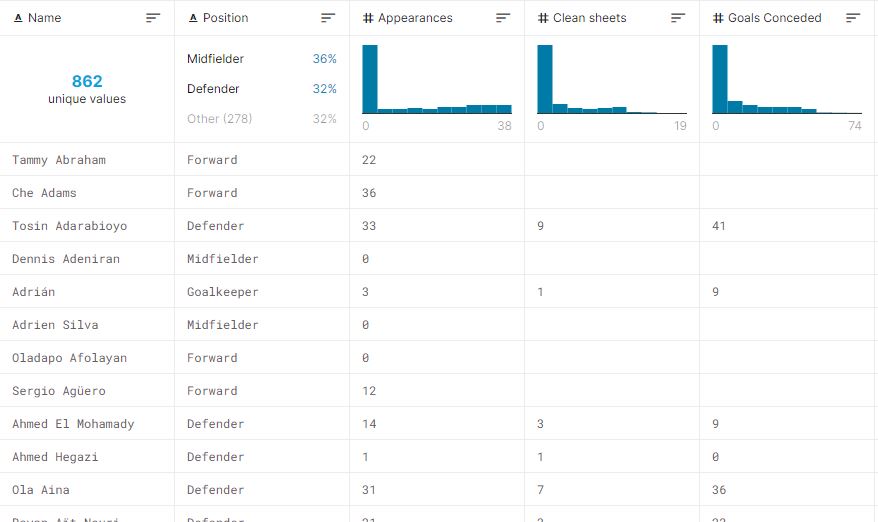 Name Position Appearances Clean sheets Goals Conceded
862
unique values
Midfielder 36%
Defender 32%
Other (278) 32%
0 38 0 19 0 74
Tammy Abraham Forward 22
Che Adams Forward 36
Tosin Adarabioyo Defender 33 9 41
Dennis Adeniran Midfielder 0
Adrián Goalkeeper 3 1 9
Adrien Silva Midfielder 0
Oladapo Afolayan Forward 0
Sergio Agüero Forward 12
Ahmed El Mohamady Defender 14 3 9
Ahmed Hegazi Defender 1 1 0
Ola Aina Defender 31 7 36
Defender